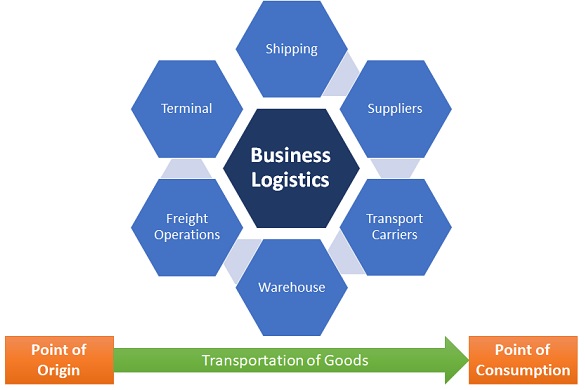 Shipping
Terminal
Suppliers
Business
Logistics
Freight
Operations
Transport
Carriers
Warehouse
Point of
Origin
Transportation of Goods
Point of
Consumption